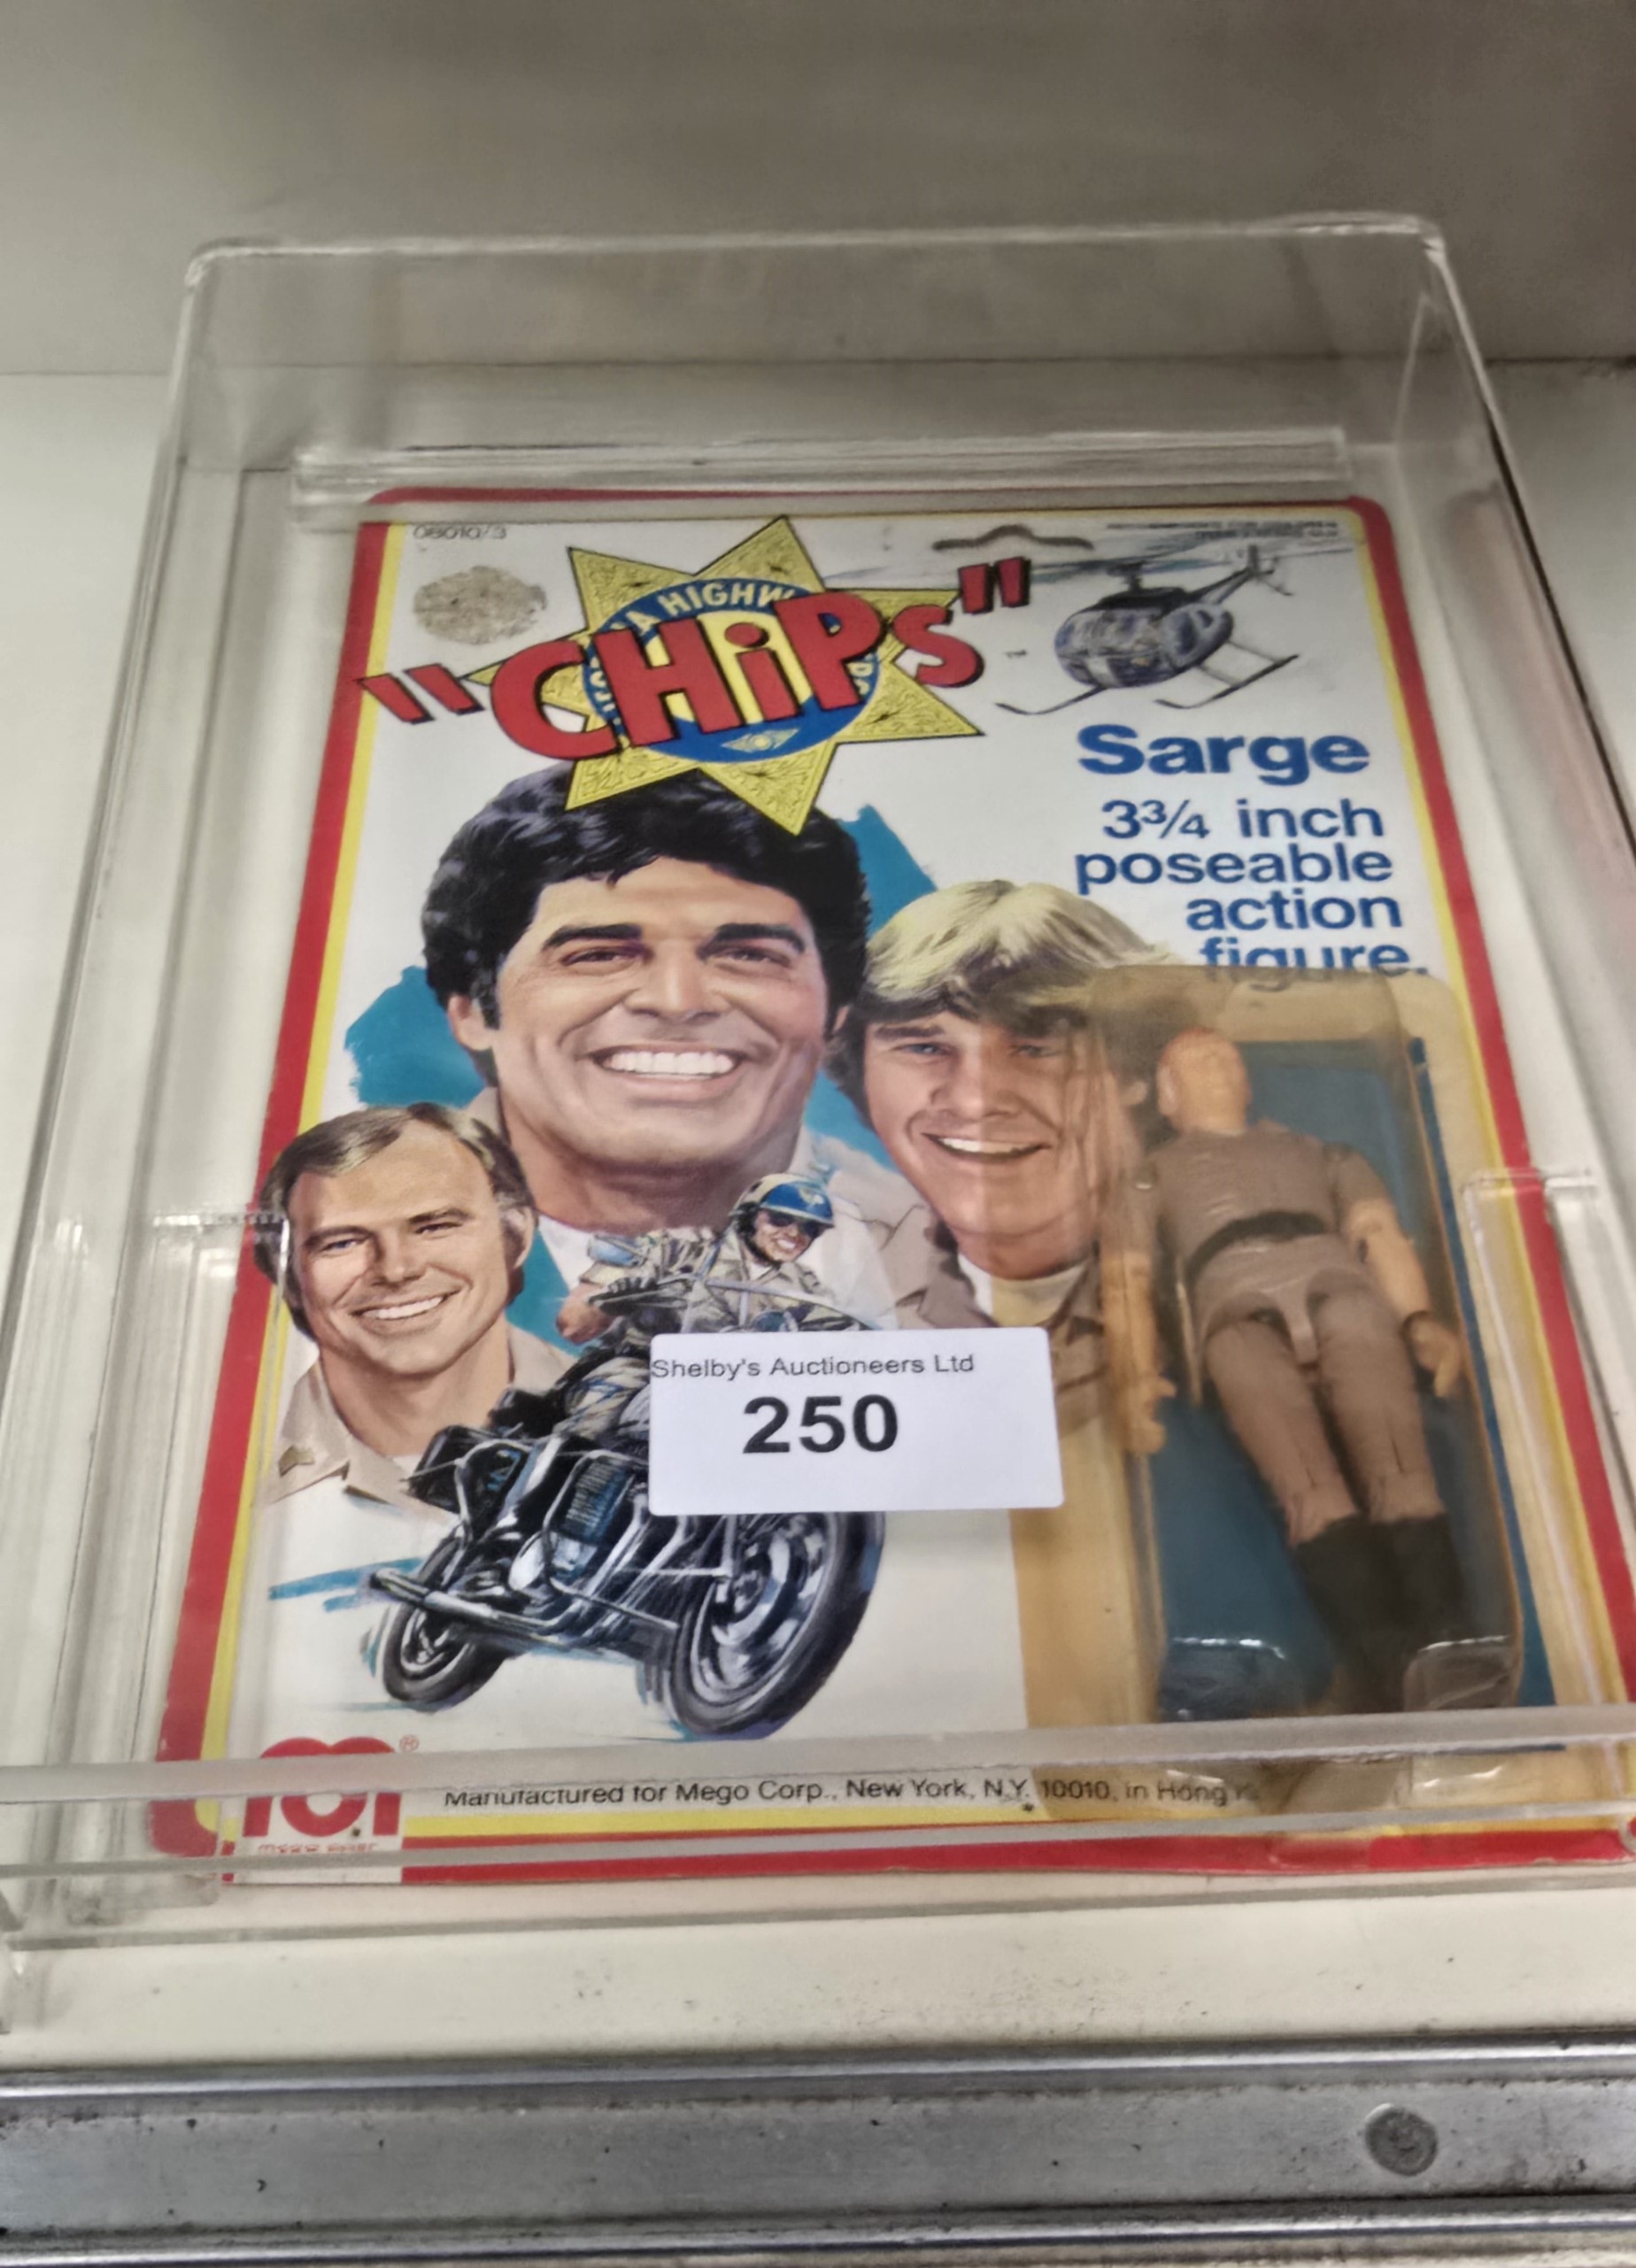 08010/3
"CHiPs"
™
Sarge
3¾ inch
poseable
action
figure.
Shelby's Auctioneers Ltd
250
®
Manufactured for Mego Corp., New York, N.Y. 10010, in Hong